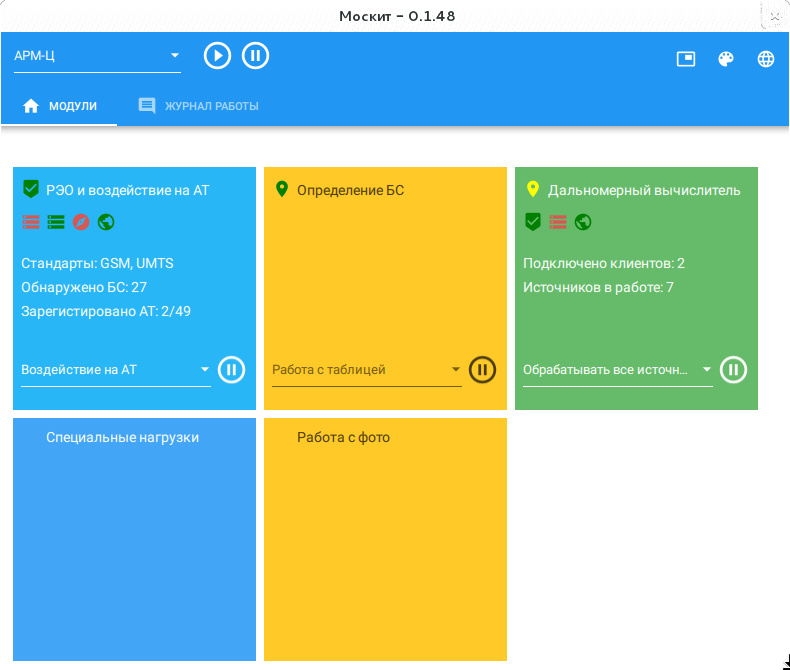 Москит - 0.1.48
АРМ-Ц
МОДУЛИ
ЖУРНАЛ РАБОТЫ
РЭО и воздействие на АТ
Стандарты: GSM, UMTS
Обнаружено БС: 27
Зарегистировано АТ: 2/49
Воздействие на АТ
Определение БС
Работа с таблицей
Дальномерный вычислитель
Подключено клиентов: 2
Источников в работе: 7
Обрабатывать все источн...
Специальные нагрузки
Работа с фото